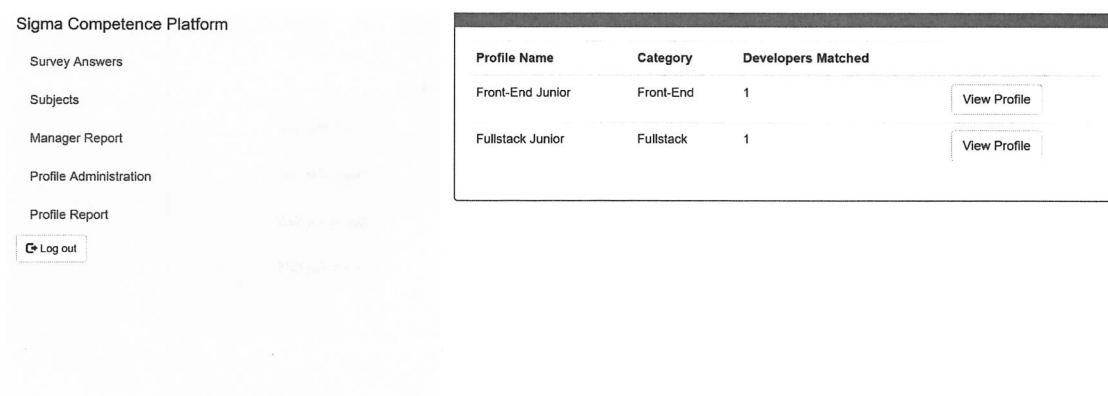 Sigma Competence Platform
Survey Answers
Subjects
Manager Report
Profile Administration
Profile Report
Log out
Profile Name Category Developers Matched
Front-End Junior Front-End 1 View Profile
Fullstack Junior Fullstack 1 View Profile